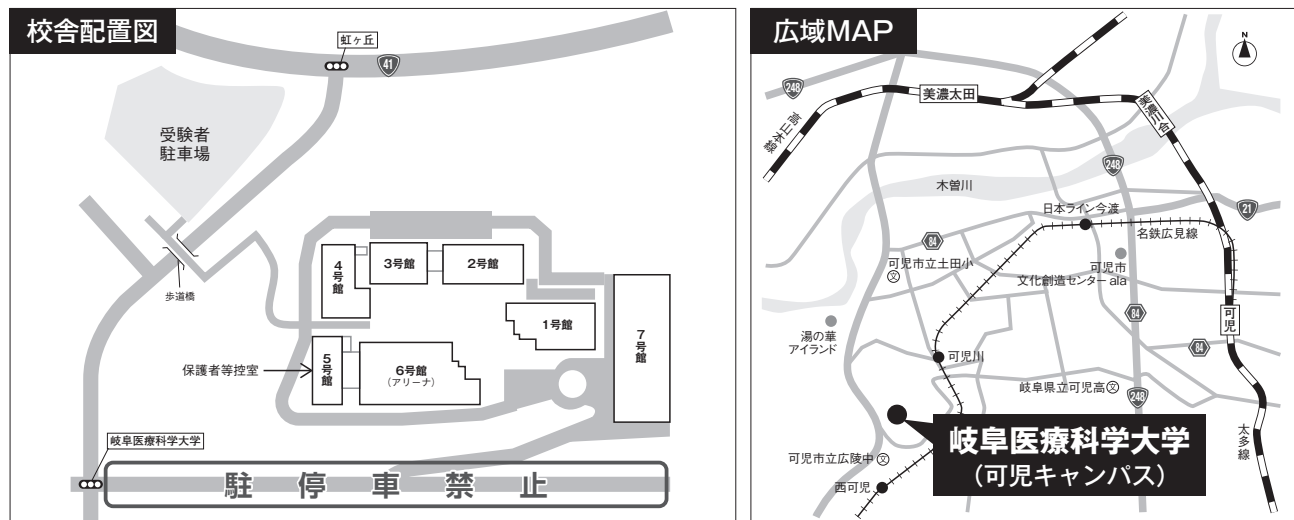 校舎配置図
虹ヶ丘
41
受験者
駐車場
歩道橋
4号館
3号館
2号館
1号館
7号館
5号館
6号館
(アリーナ)
保護者等控室
岐阜医療科学大学
駐停車禁止
広域MAP
N
248
美濃太田
美濃川合
高山本線
木曽川
248
21
日本ライン今渡
名鉄広見線
84
可児市立土田小
文
可児市
文化創造センターala
84
可児
湯の華
アイランド
84
可児川
岐阜県立可児高
文
248
岐阜医療科学大学
(可児キャンパス)
太多線
可児市立広陵中
文
西可児